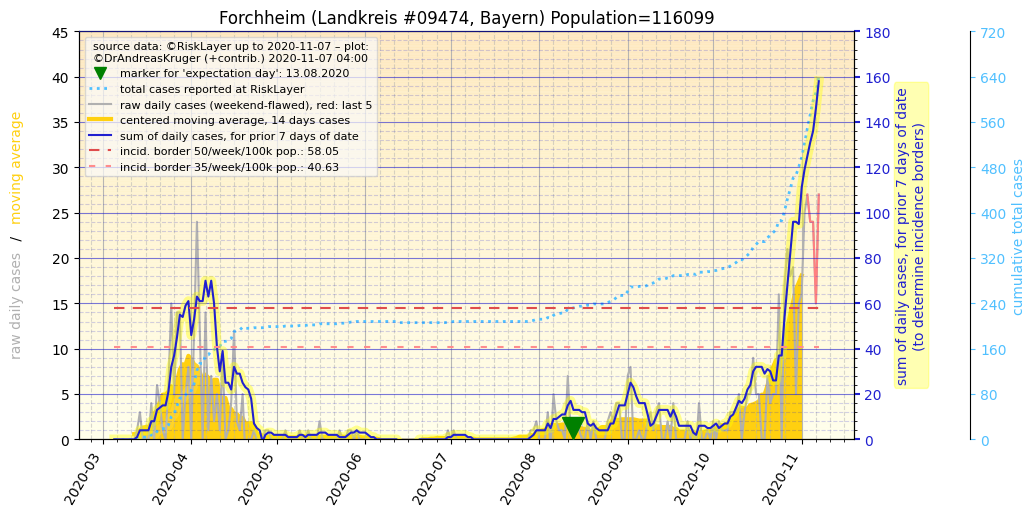 Forchheim (Landkreis #09474, Bayern) Population=116099
source data: ©RiskLayer up to 2020-11-07 – plot:
©DrAndreasKruger (+contrib.) 2020-11-07 04:00
marker for 'expectation day': 13.08.2020
total cases reported at RiskLayer
raw daily cases (weekend-flawed), red: last 5
centered moving average, 14 days cases
sum of daily cases, for prior 7 days of date
incid. border 50/week/100k pop.: 58.05
incid. border 35/week/100k pop.: 40.63
raw daily cases / moving average
45
40
35
30
25
20
15
10
5
0
2020-03
2020-04
2020-05
2020-06
2020-07
2020-08
2020-09
2020-10
2020-11
180
160
140
120
100
80
60
40
20
0
sum of daily cases, for prior 7 days of date
(to determine incidence borders)
720
640
560
480
400
320
240
160
80
0
cumulative total cases